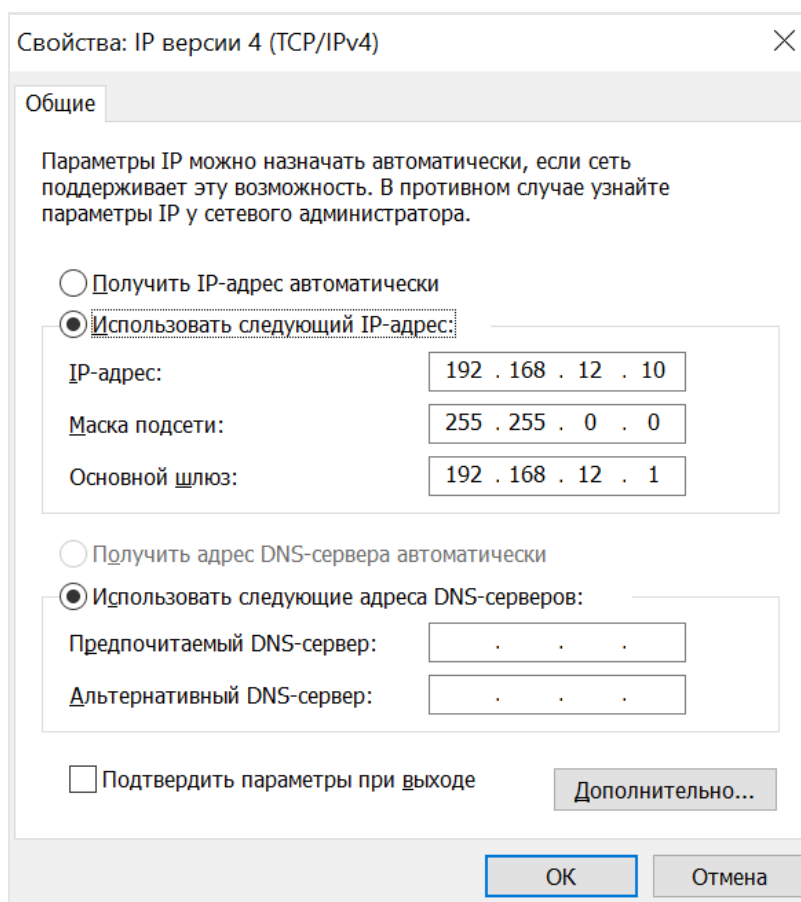 Свойства: IP версии 4 (TCP/IPv4)
Общие
Параметры IP можно назначать автоматически, если сеть
поддерживает эту возможность. В противном случае узнайте
параметры IP у сетевого администратора.
Получить IP-адрес автоматически
Использовать следующий IP-адрес:
IP-адрес: 192 . 168 . 12 . 10
Маска подсети: 255 . 255 . 0 . 0
Основной шлюз: 192 . 168 . 12 . 1
Получить адрес DNS-сервера автоматически
Использовать следующие адреса DNS-серверов:
Предпочитаемый DNS-сервер: . . .
Альтернативный DNS-сервер: . . .
Подтвердить параметры при выходе
Дополнительно...
ОК Отмена